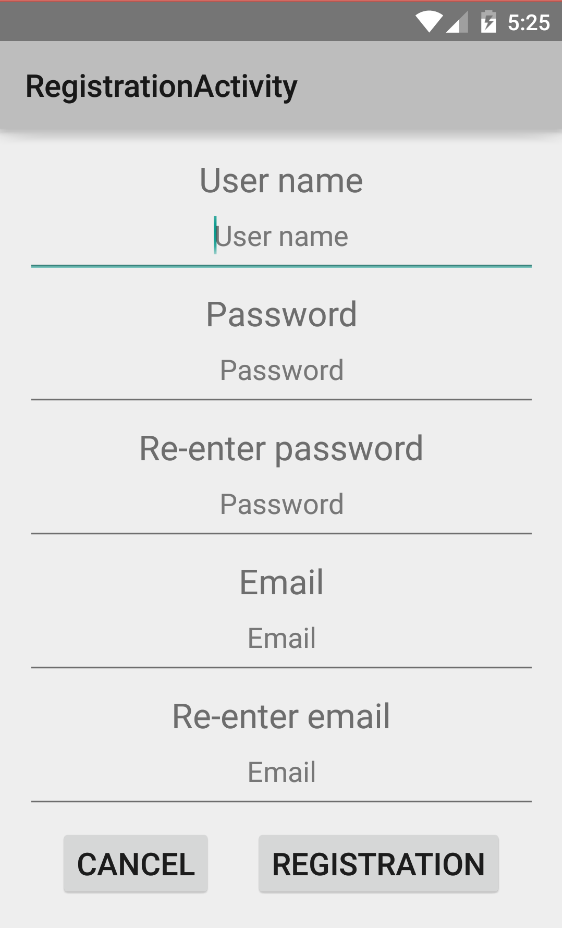 5:25
RegistrationActivity
User name
User name
Password
Password
Re-enter password
Password
Email
Email
Re-enter email
Email
CANCEL REGISTRATION